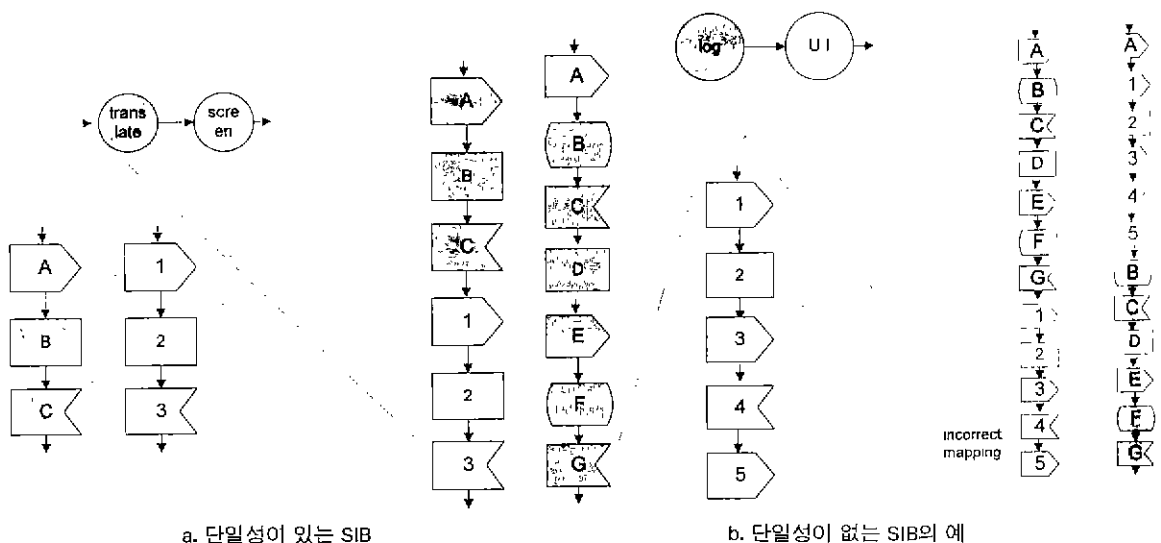 trans
late
scre
en
A
B
C
1
2
3
A
B
C
1
2
3
A
B
C
D
E
F
G
log
UI
1
2
3
4
5
A
B
C
D
E
F
G
1
2
3
4
5
incorrect
mapping
A
1
2
3
4
5
B
C
D
E
F
G
a. 단일성이 있는 SIB
b. 단일성이 없는 SIB의 예